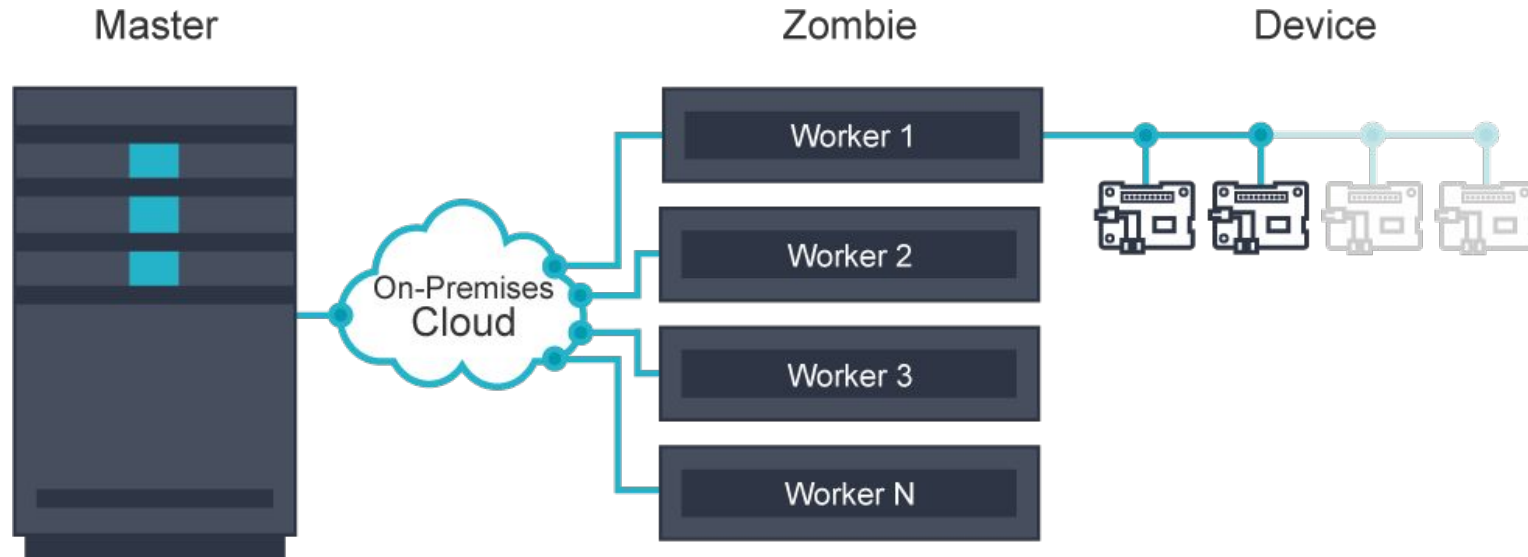 Master
Zombie
Device
Worker 1
Worker 2
On-Premises
Cloud
Worker 3
Worker N